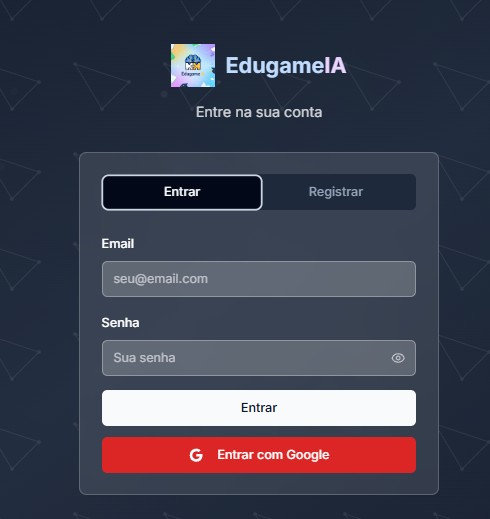 Edugame
EdugameIA
Entre na sua conta
Entrar Registrar
Email
seu@email.com
Senha
Sua senha
Entrar
G Entrar com Google